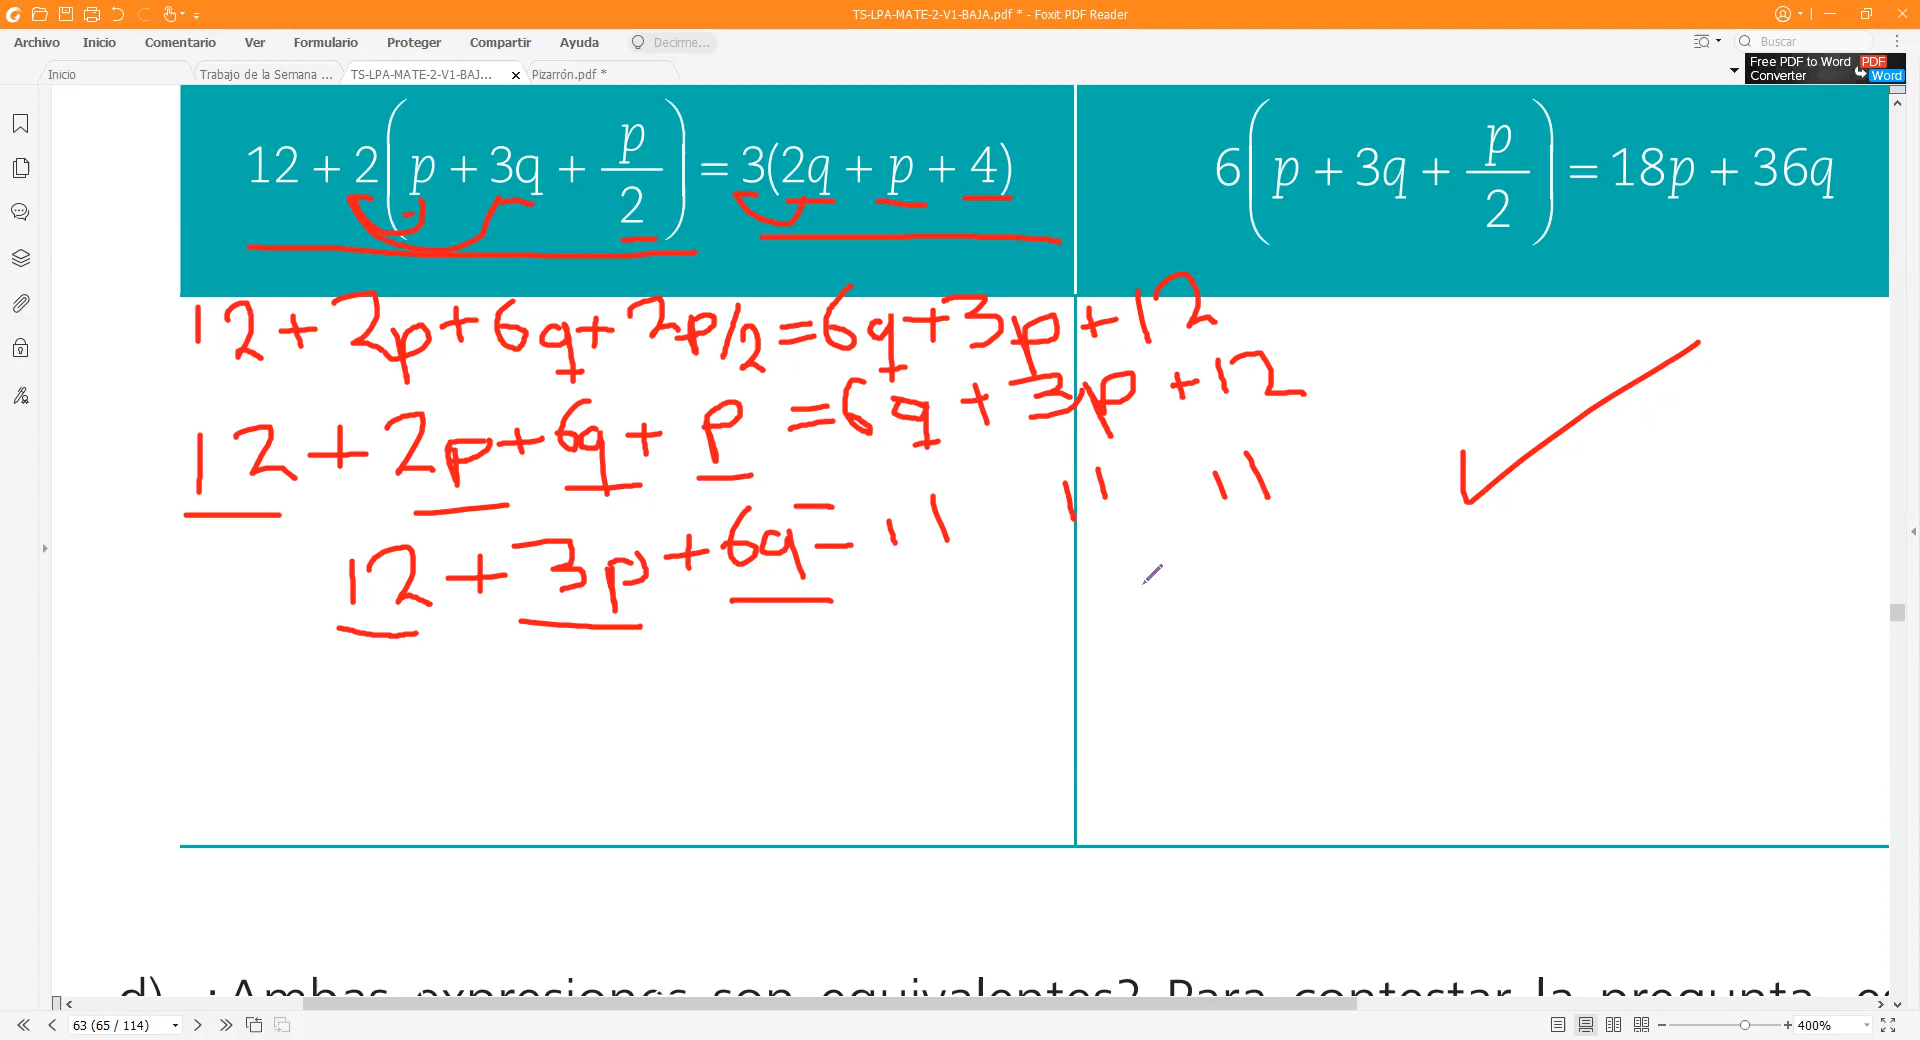 TS-LPA-MATE-2-V1-BAJA.pdf * - Foxit PDF Reader
Archivo Inicio Comentario Ver Formulario Proteger Compartir Ayuda Decirme... Buscar
Inicio Trabajo de la Semana ... TS-LPA-MATE-2-V1-BAJ... Pizarrón.pdf *
Free PDF to Word Converter PDF Word
12 + 2(p + 3q + p/2) = 3(2q + p + 4)
6(p + 3q + p/2) = 18p + 36q
12 + 2p + 6q + 2p/2 = 6q + 3p + 12
12 + 2p + 6q + p = 6q + 3p + 12
12 + 3p + 6q = " " "
d) ¿Ambas expresiones son equivalentes? Para contestar la pregunta,
63 (65 / 114) 400%